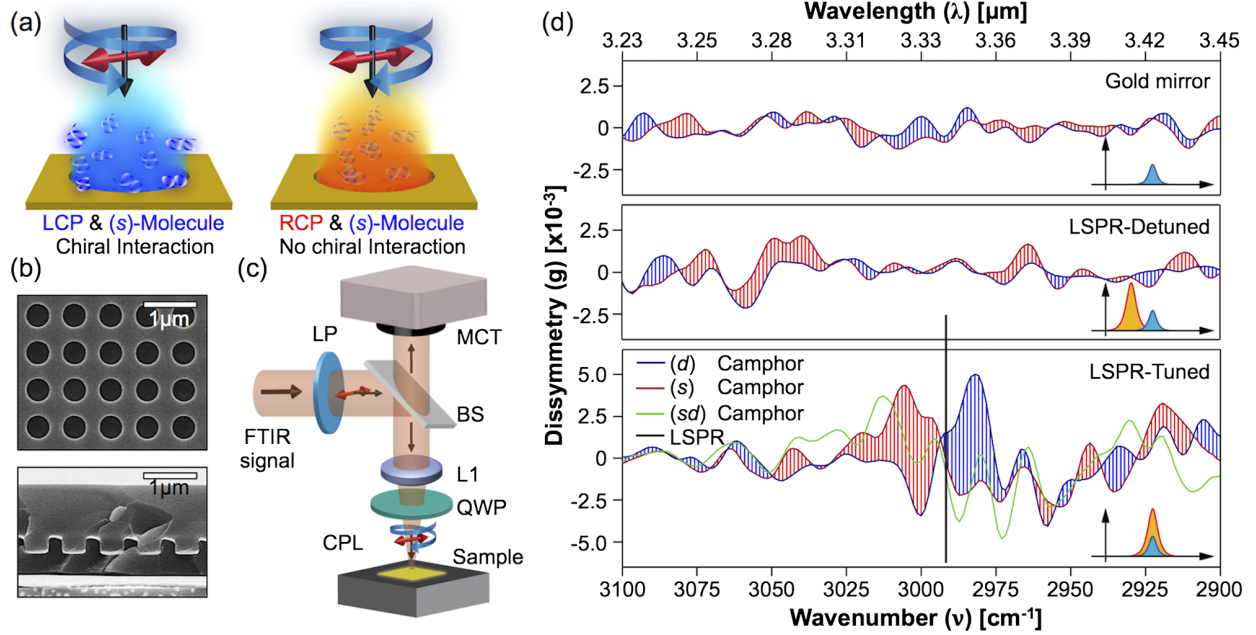 (a)
LCP & (s)-Molecule
Chiral Interaction
RCP & (s)-Molecule
No chiral Interaction
(b)
1µm
1µm
(c)
LP
MCT
BS
FTIR
signal
L1
QWP
CPL
Sample
(d)
Wavelength (λ) [µm]
3.23 3.25 3.28 3.31 3.33 3.36 3.39 3.42 3.45
Dissymmetry (g) [x10⁻³]
Gold mirror
2.5
0
-2.5
LSPR-Detuned
2.5
0
-2.5
LSPR-Tuned
(d) Camphor
(s) Camphor
(sd) Camphor
LSPR
5.0
2.5
0
-2.5
-5.0
3100 3075 3050 3025 3000 2975 2950 2925 2900
Wavenumber (ν) [cm⁻¹]